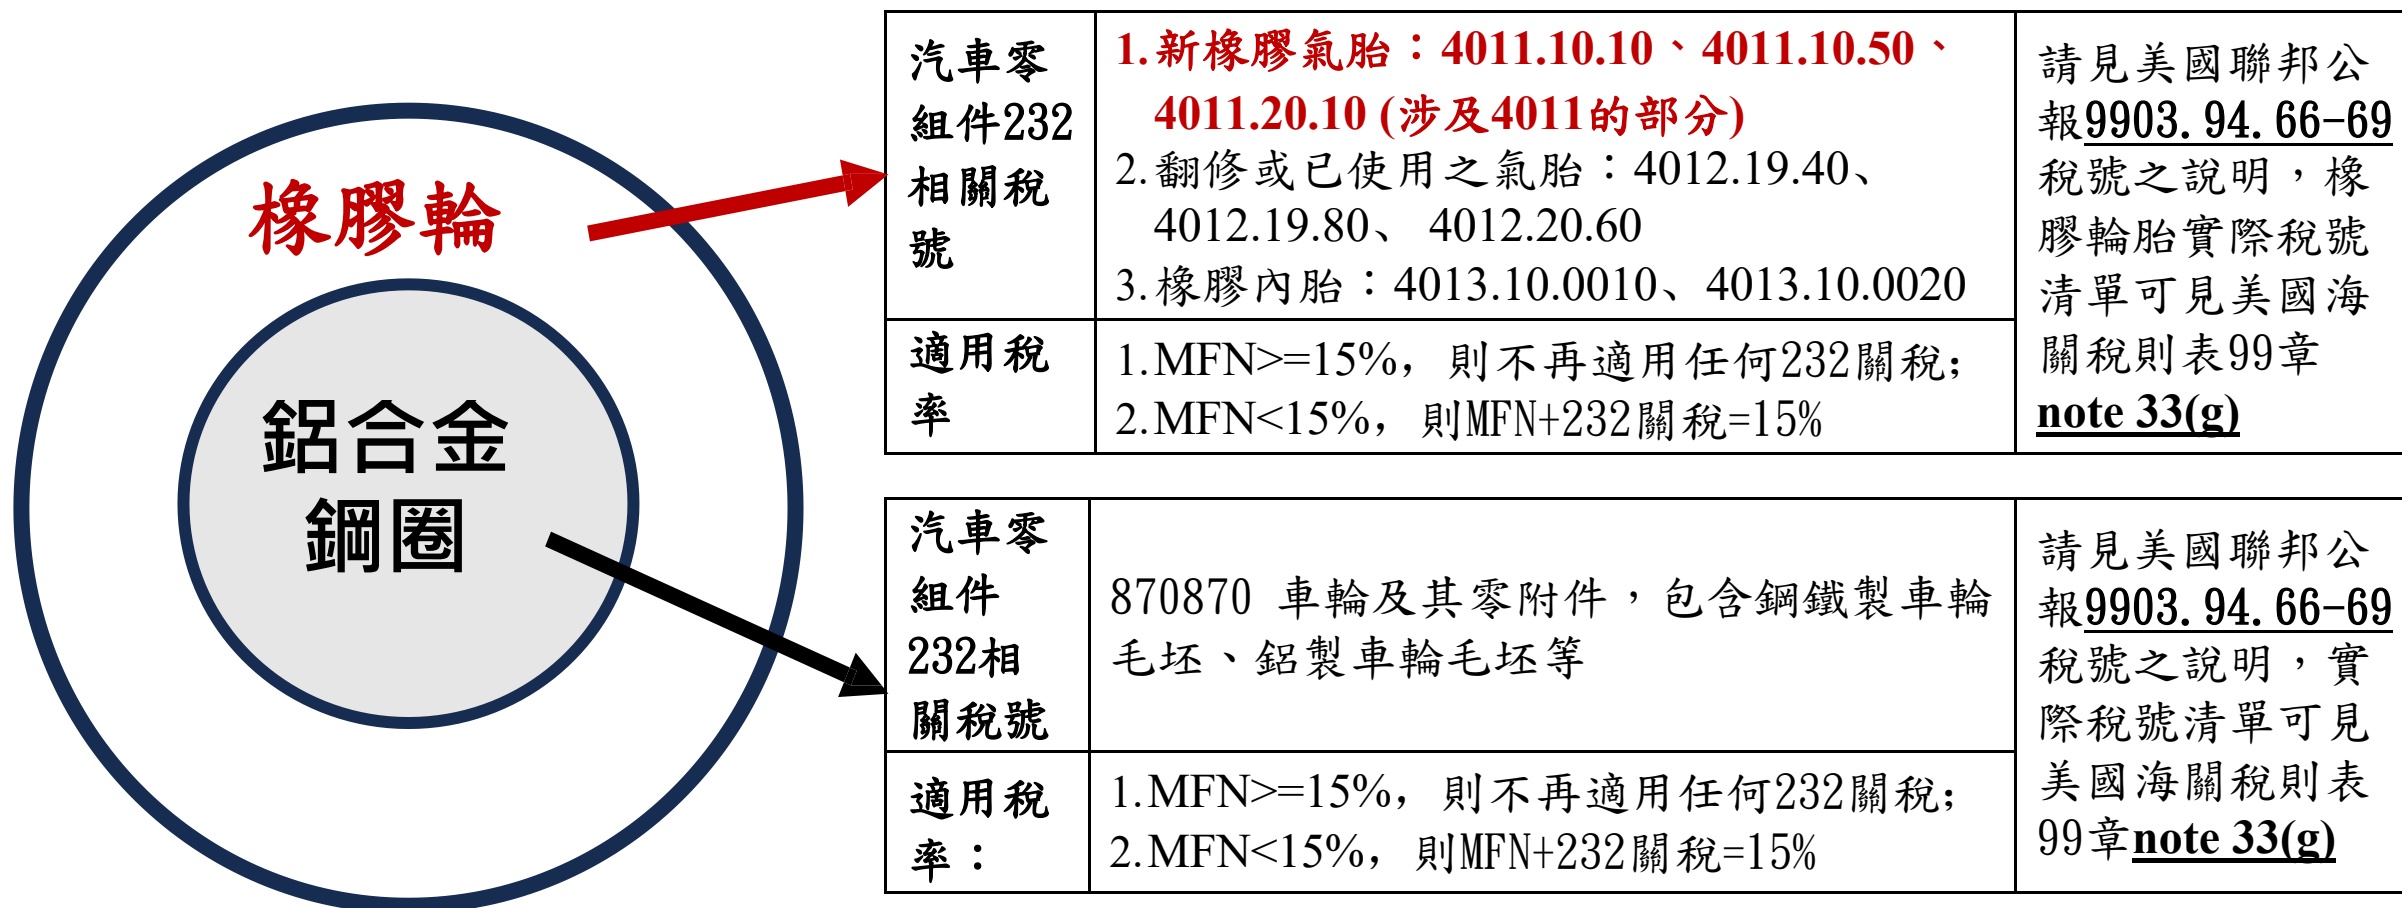 橡膠輪
鋁合金
鋼圈
汽車零
組件232
相關稅
號
1.新橡膠氣胎：4011.10.10、4011.10.50、
4011.20.10 (涉及4011的部分)
2.翻修或已使用之氣胎：4012.19.40、
4012.19.80、 4012.20.60
3.橡膠內胎：4013.10.0010、4013.10.0020
適用稅
率
1.MFN>=15%，則不再適用任何232關稅；
2.MFN<15%，則MFN+232關稅=15%
請見美國聯邦公
報9903.94.66-69
稅號之說明，橡
膠輪胎實際稅號
清單可見美國海
關稅則表99章
note 33(g)
汽車零
組件
232相
關稅號
870870 車輪及其零附件，包含鋼鐵製車輪
毛坯、鋁製車輪毛坯等
適用稅
率：
1.MFN>=15%，則不再適用任何232關稅；
2.MFN<15%，則MFN+232關稅=15%
請見美國聯邦公
報9903.94.66-69
稅號之說明，實
際稅號清單可見
美國海關稅則表
99章note 33(g)